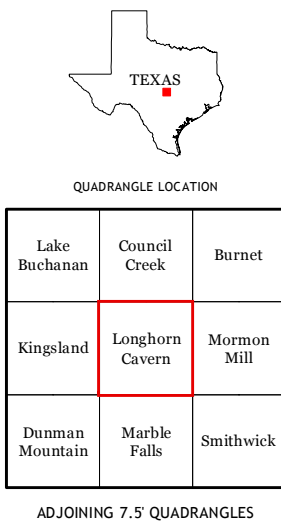 TEXAS
QUADRANGLE LOCATION
Lake
Buchanan
Council
Creek
Burnet
Kingsland
Longhorn
Cavern
Mormon
Mill
Dunman
Mountain
Marble
Falls
Smithwick
ADJOINING 7.5' QUADRANGLES